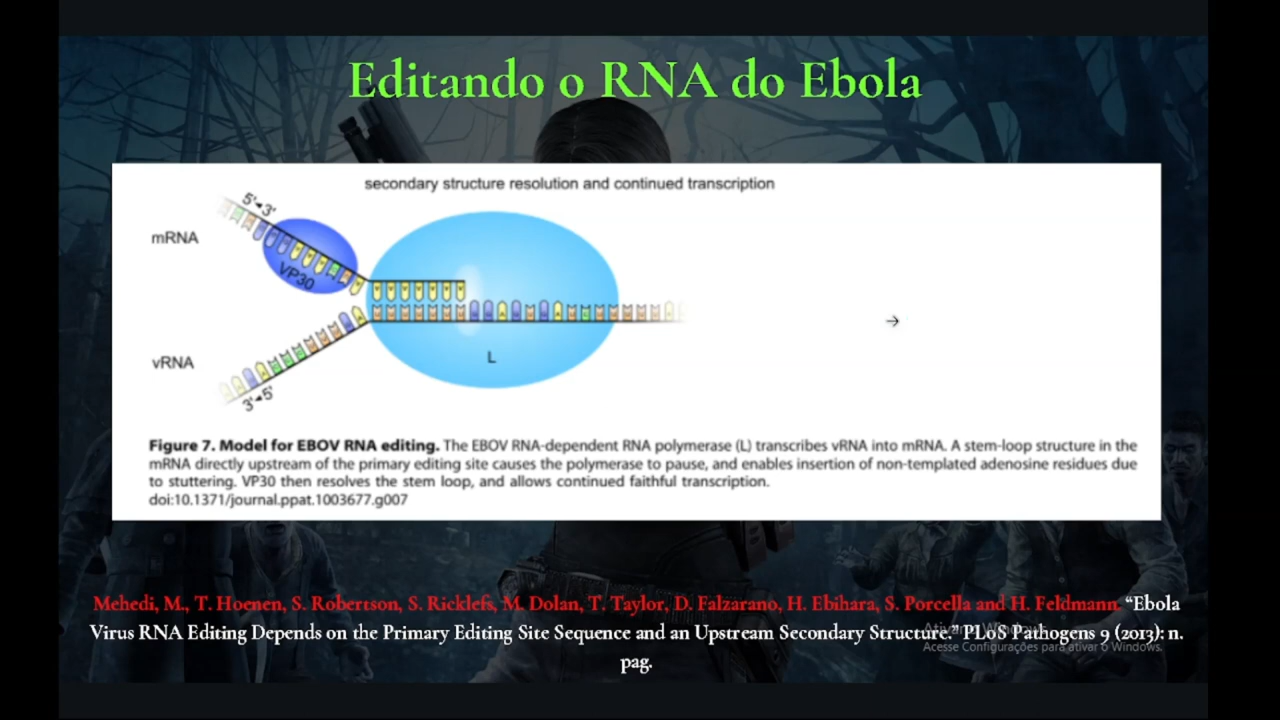 Editando o RNA do Ebola
secondary structure resolution and continued transcription
5' 3'
mRNA
VP30
L
vRNA
3' 5'
Figure 7. Model for EBOV RNA editing. The EBOV RNA-dependent RNA polymerase (L) transcribes vRNA into mRNA. A stem-loop structure in the
mRNA directly upstream of the primary editing site causes the polymerase to pause, and enables insertion of non-templated adenosine residues due
to stuttering. VP30 then resolves the stem loop, and allows continued faithful transcription.
doi:10.1371/journal.ppat.1003677.g007
Mehedi, M., T. Hoenen, S. Robertson, S. Ricklefs, M. Dolan, T. Taylor, D. Falzarano, H. Ebihara, S. Porcella and H. Feldmann. “Ebola
Virus RNA Editing Depends on the Primary Editing Site Sequence and an Upstream Secondary Structure.” PLoS Pathogens 9 (2013): n.
pag.
Acesse Configurações para ativar o Windows.